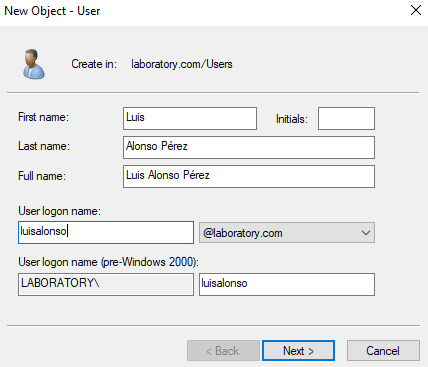 New Object - User
Create in: laboratory.com/Users
First name: Luis Initials:
Last name: Alonso Pérez
Full name: Luis Alonso Pérez
User logon name:
luisalonso @laboratory.com
User logon name (pre-Windows 2000):
LABORATORY\ luisalonso
< Back Next > Cancel